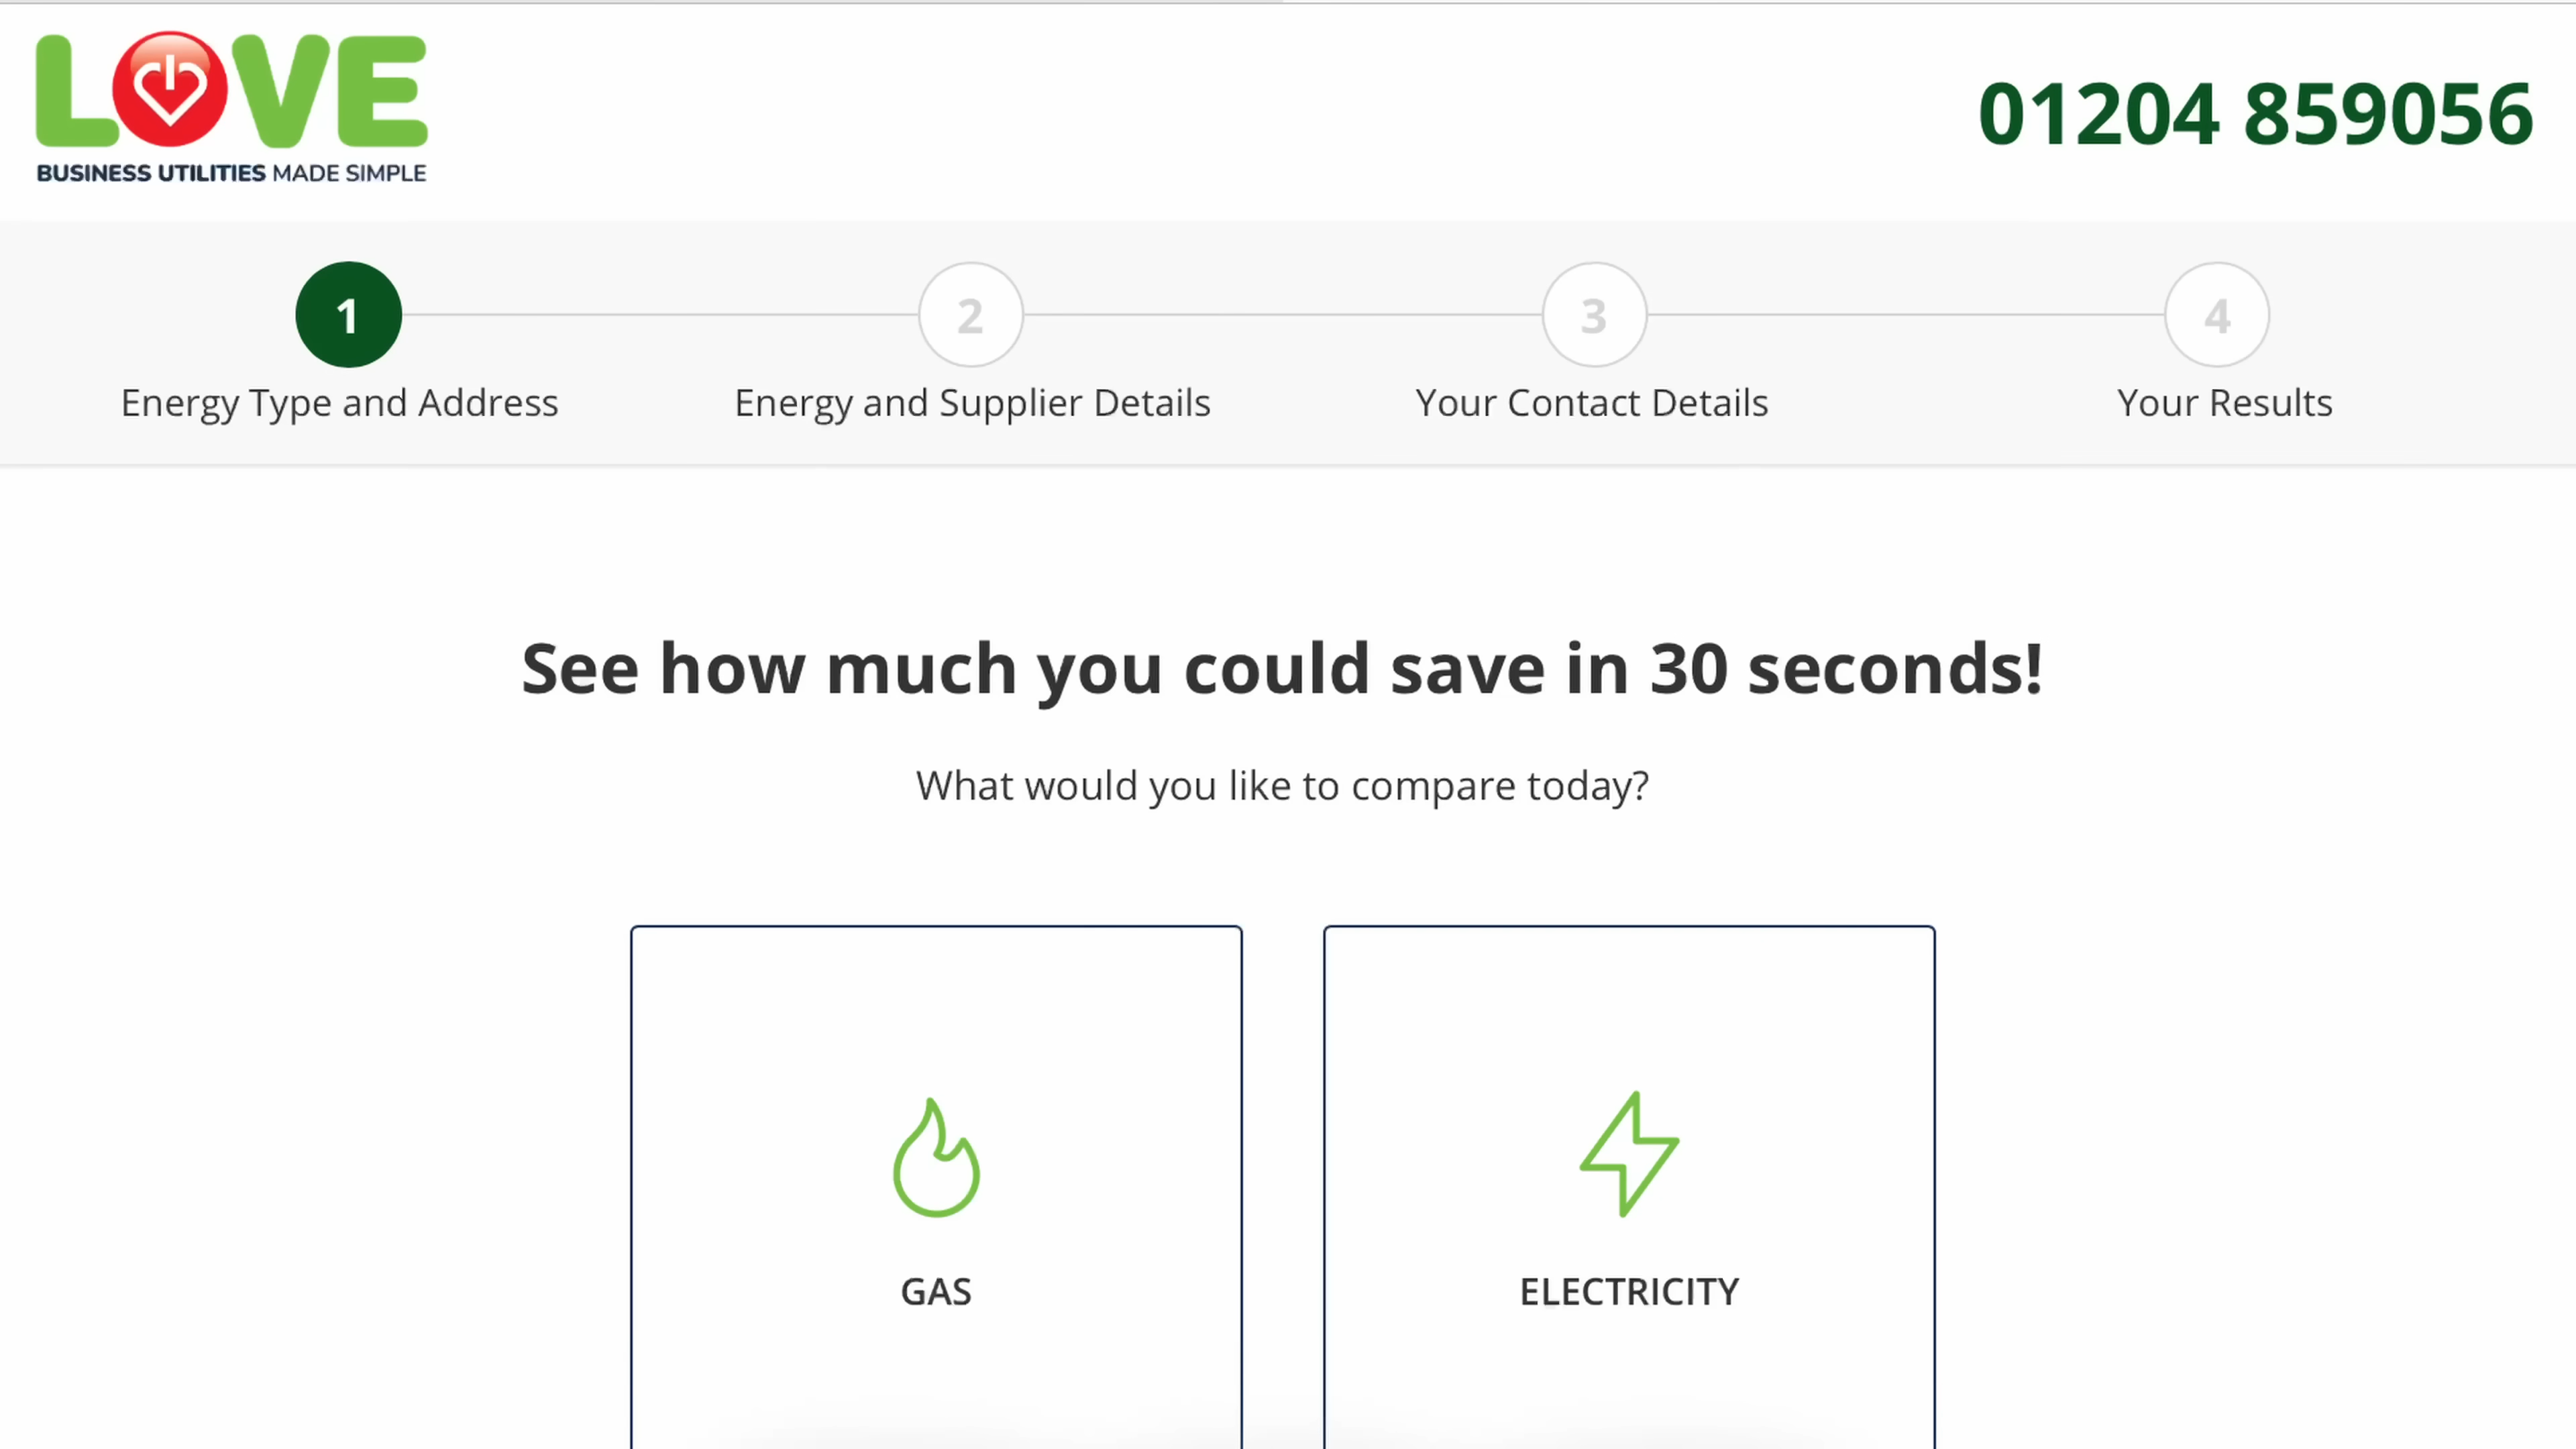 LOVE
BUSINESS UTILITIES MADE SIMPLE
01204 859056
1
2
3
4
Energy Type and Address
Energy and Supplier Details
Your Contact Details
Your Results
See how much you could save in 30 seconds!
What would you like to compare today?
GAS
ELECTRICITY